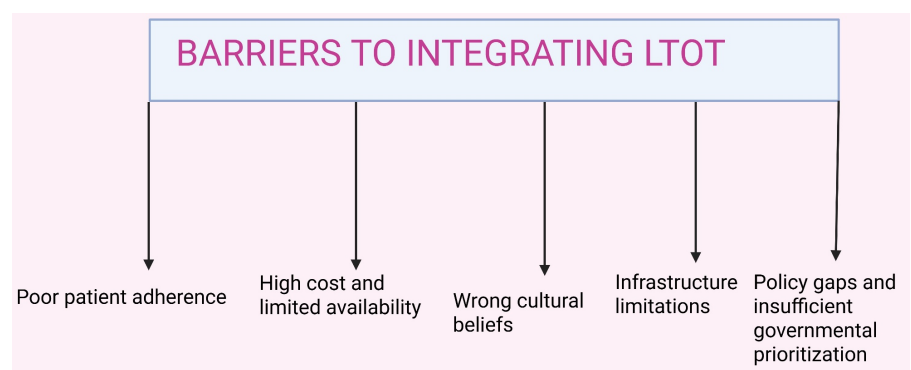 BARRIERS TO INTEGRATING LTOT
Poor patient adherence
High cost and
limited availability
Wrong cultural
beliefs
Infrastructure
limitations
Policy gaps and
insufficient
governmental
prioritization